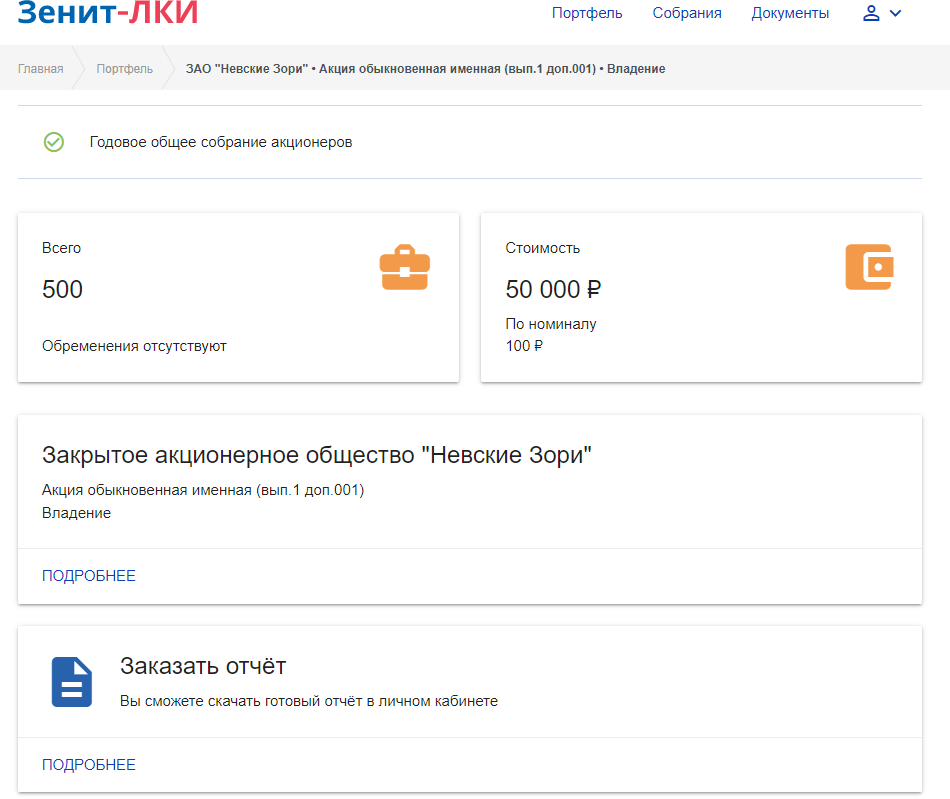 Зенит-ЛКИ
Портфель Собрания Документы
Главная Портфель ЗАО "Невские Зори" • Акция обыкновенная именная (вып.1 доп.001) • Владение
Годовое общее собрание акционеров
Всего
500
Обременения отсутствуют
Стоимость
50 000 ₽
По номиналу
100 ₽
Закрытое акционерное общество "Невские Зори"
Акция обыкновенная именная (вып.1 доп.001)
Владение
ПОДРОБНЕЕ
Заказать отчёт
Вы сможете скачать готовый отчёт в личном кабинете
ПОДРОБНЕЕ